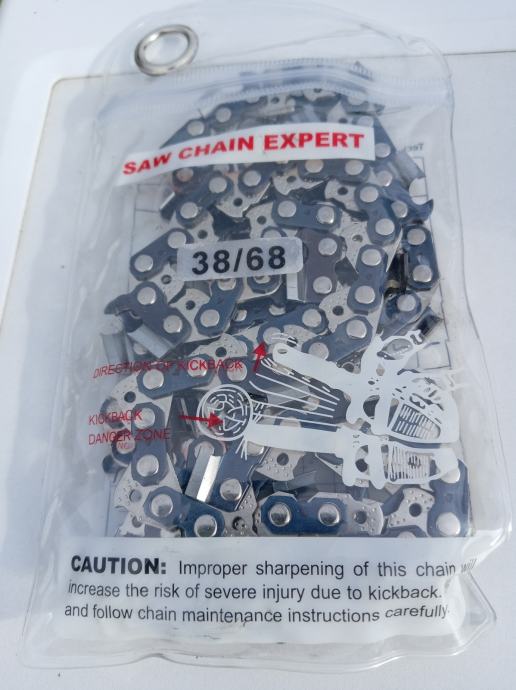 SAW CHAIN EXPERT
38/68
DIRECTION OF KICKBACK
KICKBACK
DANGER ZONE
CAUTION: Improper sharpening of this chain will
increase the risk of severe injury due to kickback.
and follow chain maintenance instructions carefully.